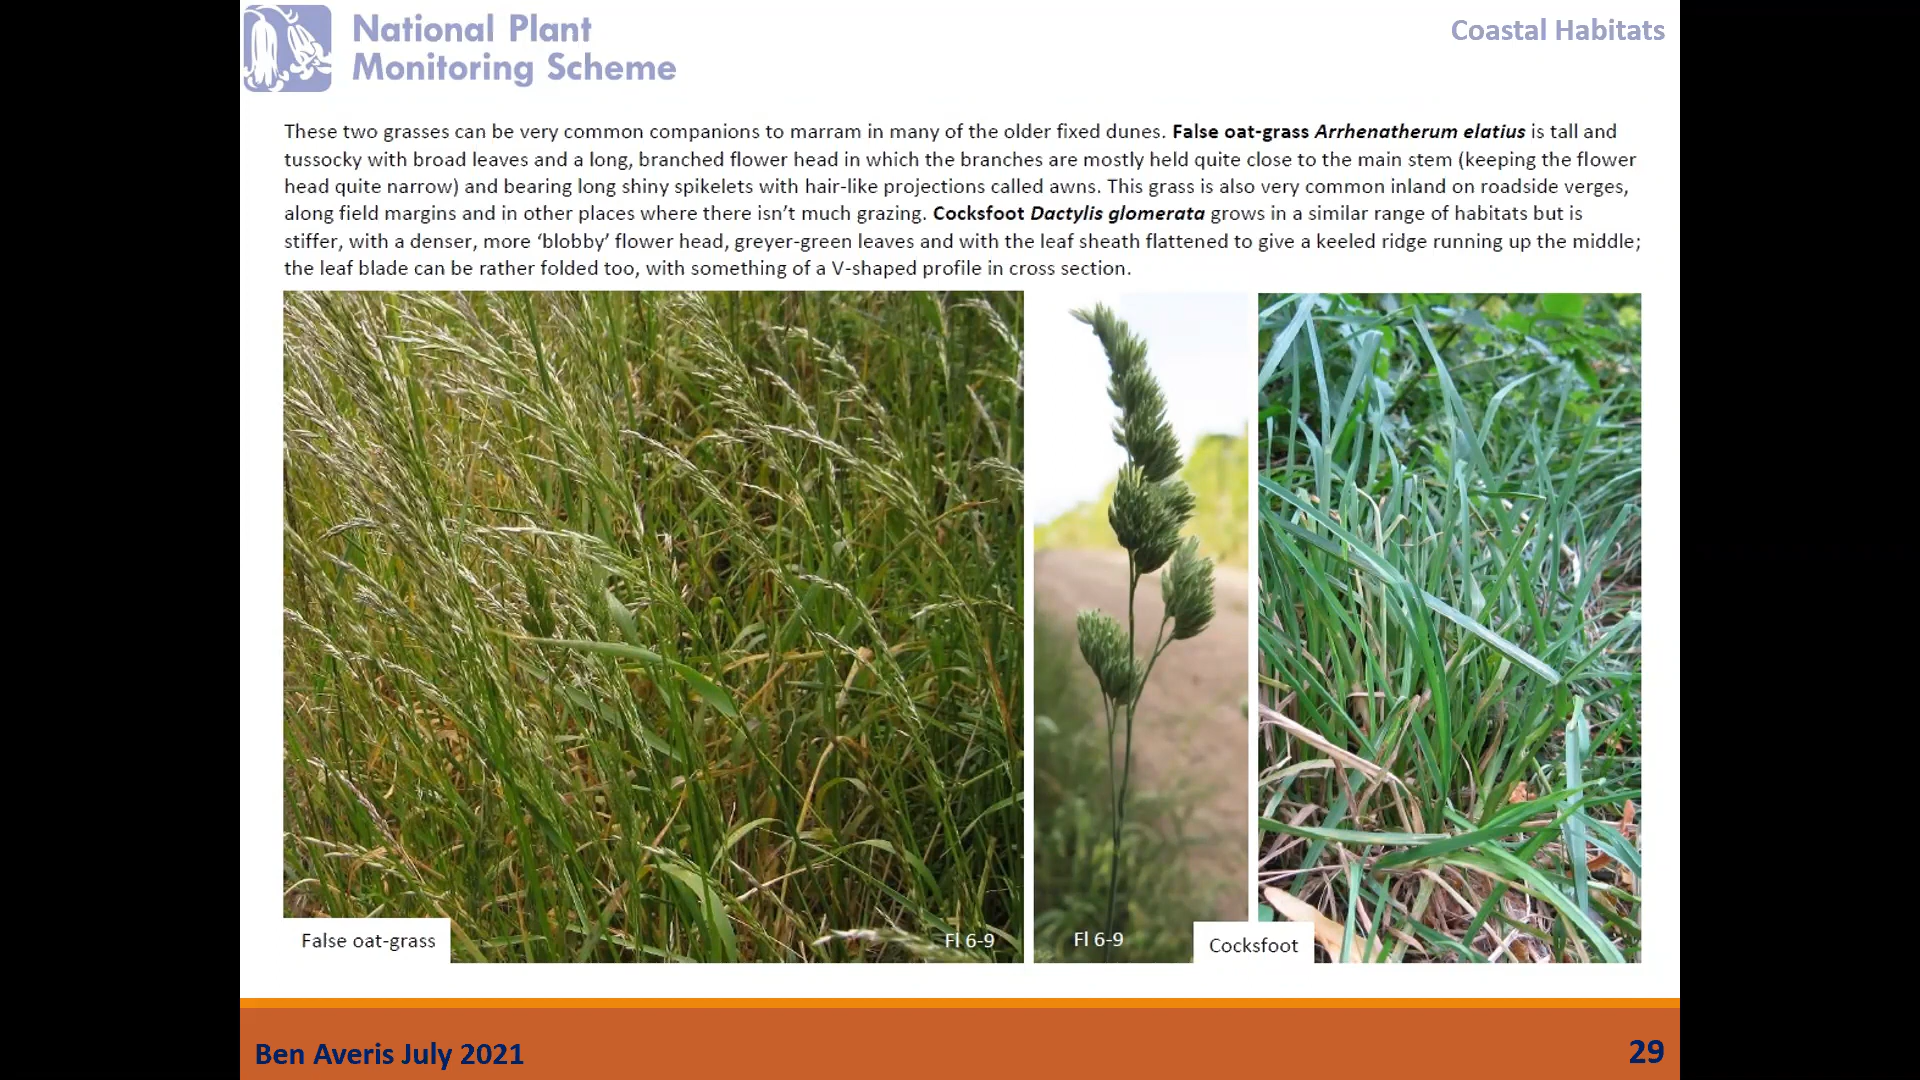 National Plant
Monitoring Scheme
Coastal Habitats
These two grasses can be very common companions to marram in many of the older fixed dunes. False oat-grass Arrhenatherum elatius is tall and
tussocky with broad leaves and a long, branched flower head in which the branches are mostly held quite close to the main stem (keeping the flower
head quite narrow) and bearing long shiny spikelets with hair-like projections called awns. This grass is also very common inland on roadside verges,
along field margins and in other places where there isn’t much grazing. Cocksfoot Dactylis glomerata grows in a similar range of habitats but is
stiffer, with a denser, more ‘blobby’ flower head, greyer-green leaves and with the leaf sheath flattened to give a keeled ridge running up the middle;
the leaf blade can be rather folded too, with something of a V-shaped profile in cross section.
False oat-grass
Fl 6-9
Fl 6-9
Cocksfoot
Ben Averis July 2021
29